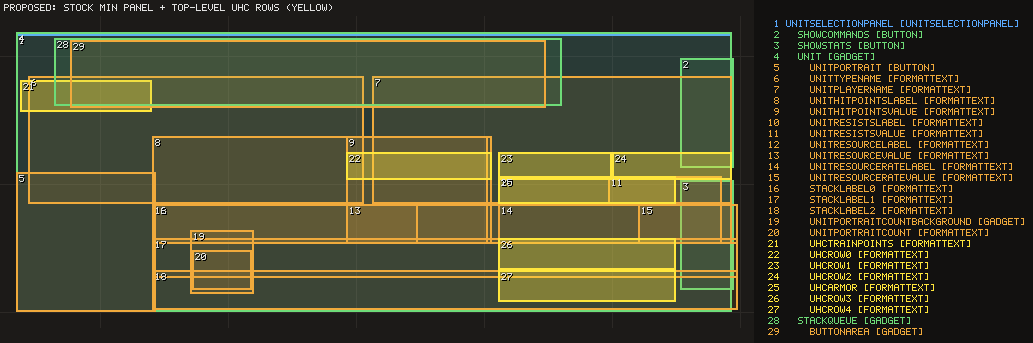 PROPOSED: STOCK MIN PANEL + TOP-LEVEL UHC ROWS (YELLOW)
28
29
2
7
5
8
9
22
23
24
11
3
16
13
14
15
17
19
26
20
18
27
1 UNITSELECTIONPANEL [UNITSELECTIONPANEL]
2 SHOWCOMMANDS [BUTTON]
3 SHOWSTATS [BUTTON]
4 UNIT [GADGET]
5 UNITPORTRAIT [BUTTON]
6 UNITTYPENAME [FORMATTEXT]
7 UNITPLAYERNAME [FORMATTEXT]
8 UNITHITPOINTSLABEL [FORMATTEXT]
9 UNITHITPOINTSVALUE [FORMATTEXT]
10 UNITRESISTSLABEL [FORMATTEXT]
11 UNITRESISTSVALUE [FORMATTEXT]
12 UNITRESOURCELABEL [FORMATTEXT]
13 UNITRESOURCEVALUE [FORMATTEXT]
14 UNITRESOURCERATELABEL [FORMATTEXT]
15 UNITRESOURCERATEVALUE [FORMATTEXT]
16 STACKLABEL0 [FORMATTEXT]
17 STACKLABEL1 [FORMATTEXT]
18 STACKLABEL2 [FORMATTEXT]
19 UNITPORTRAITCOUNTBACKGROUND [GADGET]
20 UNITPORTRAITCOUNT [FORMATTEXT]
21 UHCTRAINPOINTS [FORMATTEXT]
22 UHCROW0 [FORMATTEXT]
23 UHCROW1 [FORMATTEXT]
24 UHCROW2 [FORMATTEXT]
25 UHCARMOR [FORMATTEXT]
26 UHCROW3 [FORMATTEXT]
27 UHCROW4 [FORMATTEXT]
28 STACKQUEUE [GADGET]
29 BUTTONAREA [GADGET]